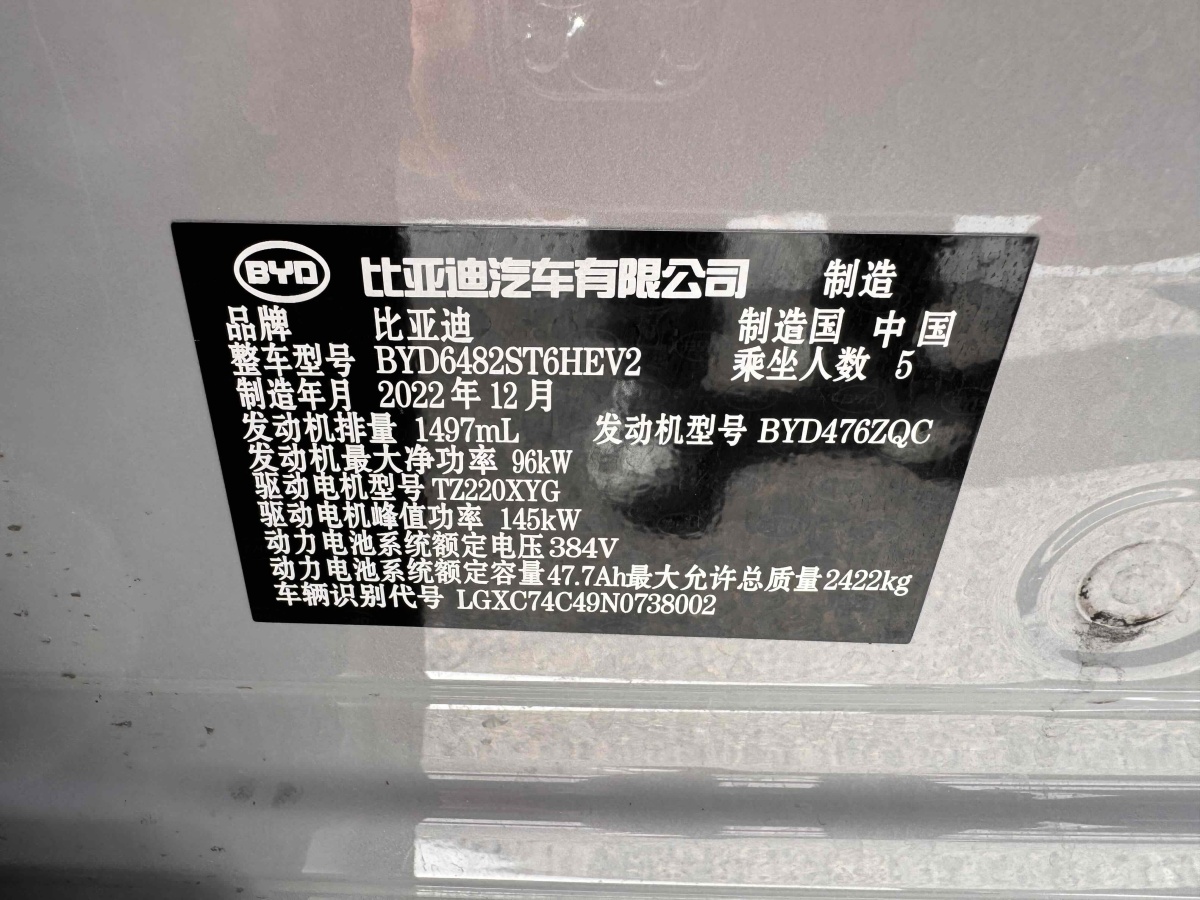 BYD 比亚迪汽车有限公司 制造
品牌 比亚迪 制造国 中国
整车型号 BYD6482ST6HEV2 乘坐人数 5
制造年月 2022年12月
发动机排量 1497mL 发动机型号 BYD476ZQC
发动机最大净功率 96kW
驱动电机型号 TZ220XYG
驱动电机峰值功率 145kW
动力电池系统额定电压 384V
动力电池系统额定容量 47.7Ah 最大允许总质量 2422kg
车辆识别代号 LGXC74C49N0738002